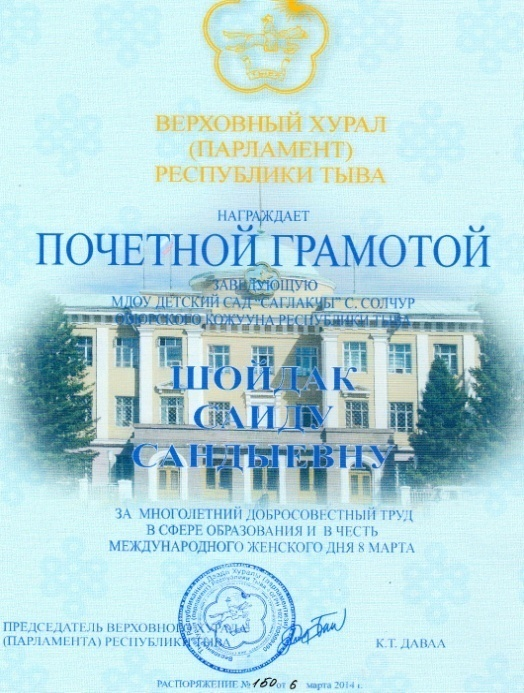 ВЕРХОВНЫЙ ХУРАЛ
(ПАРЛАМЕНТ)
РЕСПУБЛИКИ ТЫВА
НАГРАЖДАЕТ
ПОЧЕТНОЙ ГРАМОТОЙ
ЗАВЕДУЮЩУЮ
МДОУ ДЕТСКИЙ САД "САГЛАКЧЫ" С. СОЛЧУР
ОВЮРСКОГО КОЖУУНА РЕСПУБЛИКИ ТЫВА
ШОЙДАК
САИДУ
САНДЫЕВНУ
ЗА МНОГОЛЕТНИЙ ДОБРОСОВЕСТНЫЙ ТРУД
В СФЕРЕ ОБРАЗОВАНИЯ И В ЧЕСТЬ
МЕЖДУНАРОДНОГО ЖЕНСКОГО ДНЯ 8 МАРТА
ПРЕДСЕДАТЕЛЬ ВЕРХОВНОГО ХУРАЛА
(ПАРЛАМЕНТА) РЕСПУБЛИКИ ТЫВА
К.Т. ДАВАА
РАСПОРЯЖЕНИЕ № 150 от 6 марта 2014 г.